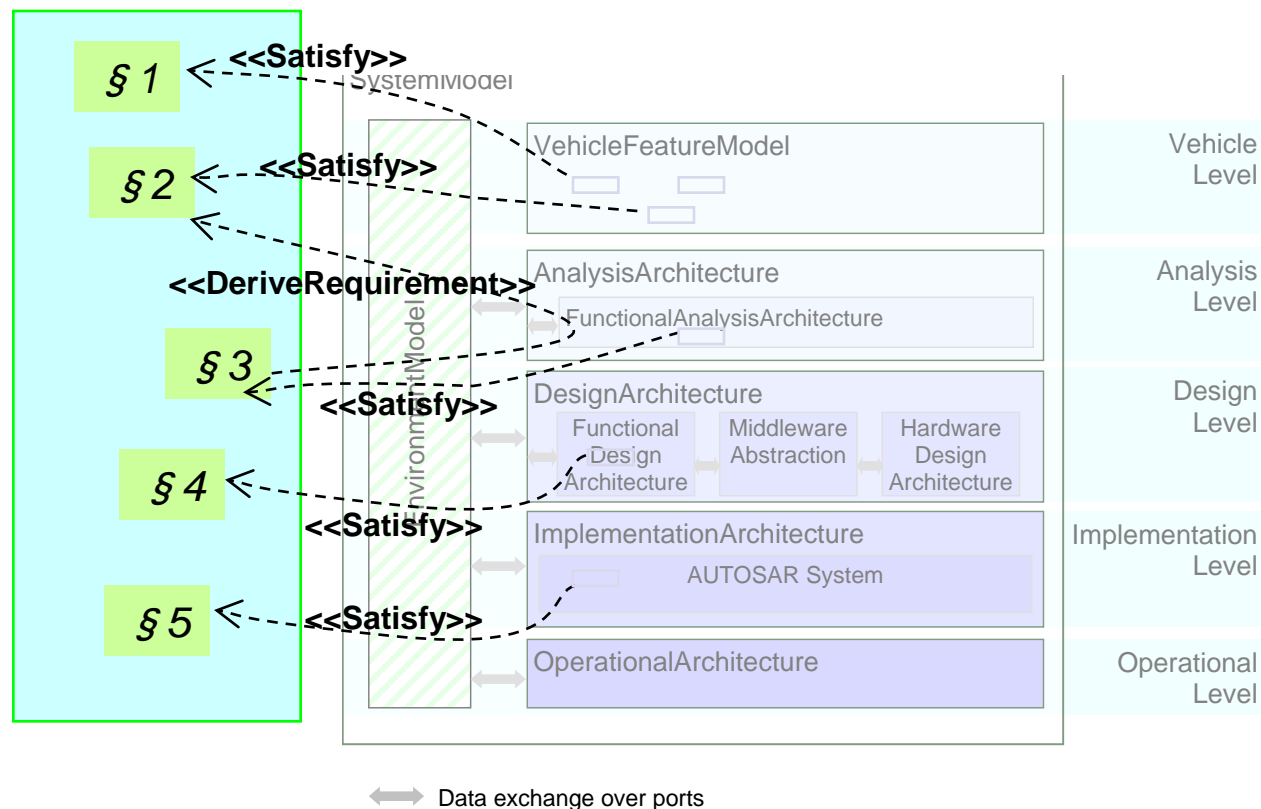 <<Satisfy>>
§ 1
SystemModel
VehicleFeatureModel
Vehicle
Level
<<Satisfy>>
§ 2
AnalysisArchitecture
Analysis
Level
<<DeriveRequirement>>
FunctionalAnalysisArchitecture
EnvironmentModel
§ 3
DesignArchitecture
Design
Level
<<Satisfy>>
Functional
Design
Architecture
Middleware
Abstraction
Hardware
Design
Architecture
§ 4
<<Satisfy>>
ImplementationArchitecture
Implementation
Level
AUTOSAR System
§ 5
<<Satisfy>>
OperationalArchitecture
Operational
Level
Data exchange over ports